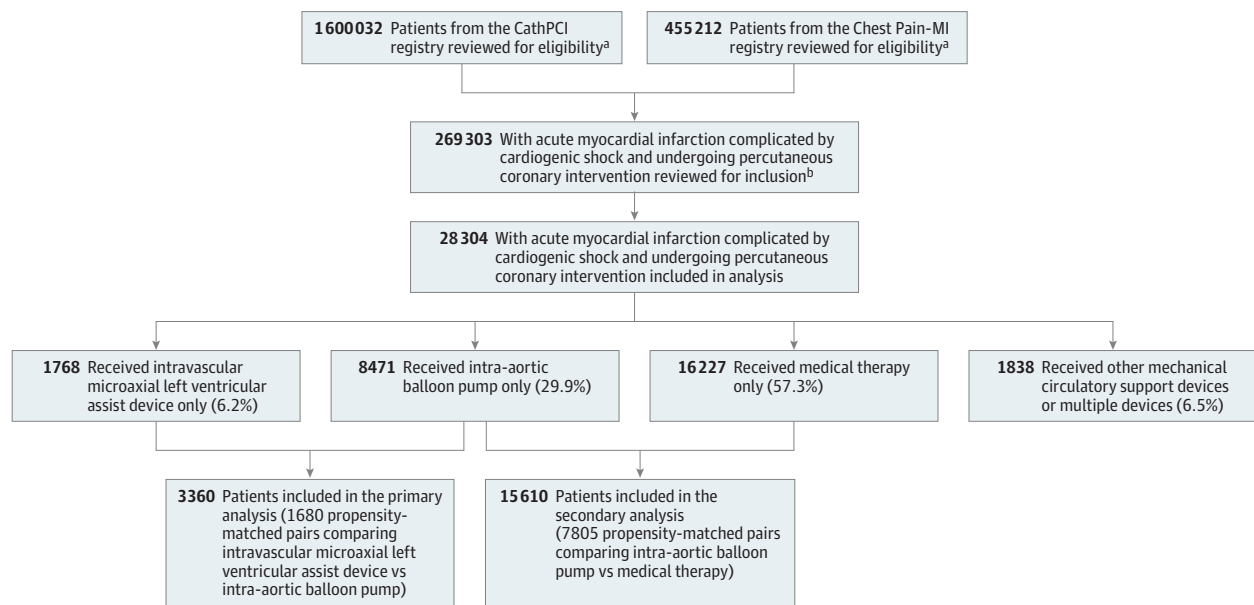 1600032 Patients from the CathPCI
registry reviewed for eligibilityᵃ
455212 Patients from the Chest Pain-MI
registry reviewed for eligibilityᵃ
269303 With acute myocardial infarction complicated by
cardiogenic shock and undergoing percutaneous
coronary intervention reviewed for inclusionᵇ
28304 With acute myocardial infarction complicated by
cardiogenic shock and undergoing percutaneous
coronary intervention included in analysis
1768 Received intravascular
microaxial left ventricular
assist device only (6.2%)
8471 Received intra-aortic
balloon pump only (29.9%)
16227 Received medical therapy
only (57.3%)
1838 Received other mechanical
circulatory support devices
or multiple devices (6.5%)
3360 Patients included in the primary
analysis (1680 propensity-
matched pairs comparing
intravascular microaxial left
ventricular assist device vs
intra-aortic balloon pump)
15610 Patients included in the
secondary analysis
(7805 propensity-matched pairs
comparing intra-aortic balloon
pump vs medical therapy)